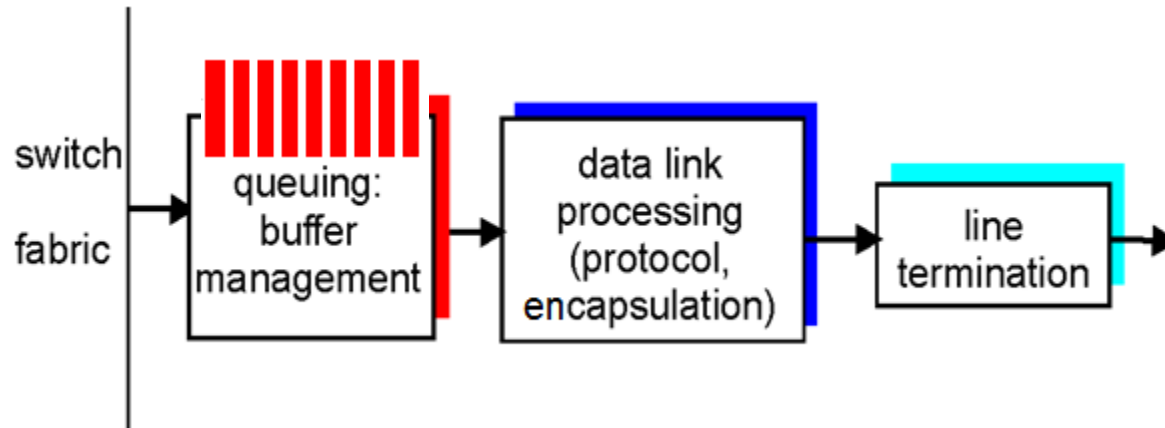 switch
fabric
queuing:
buffer
management
data link
processing
(protocol,
encapsulation)
line
termination